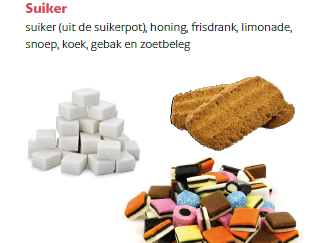 Suiker
suiker (uit de suikerpot), honing, frisdrank, limonade,
snoep, koek, gebak en zoetbeleg